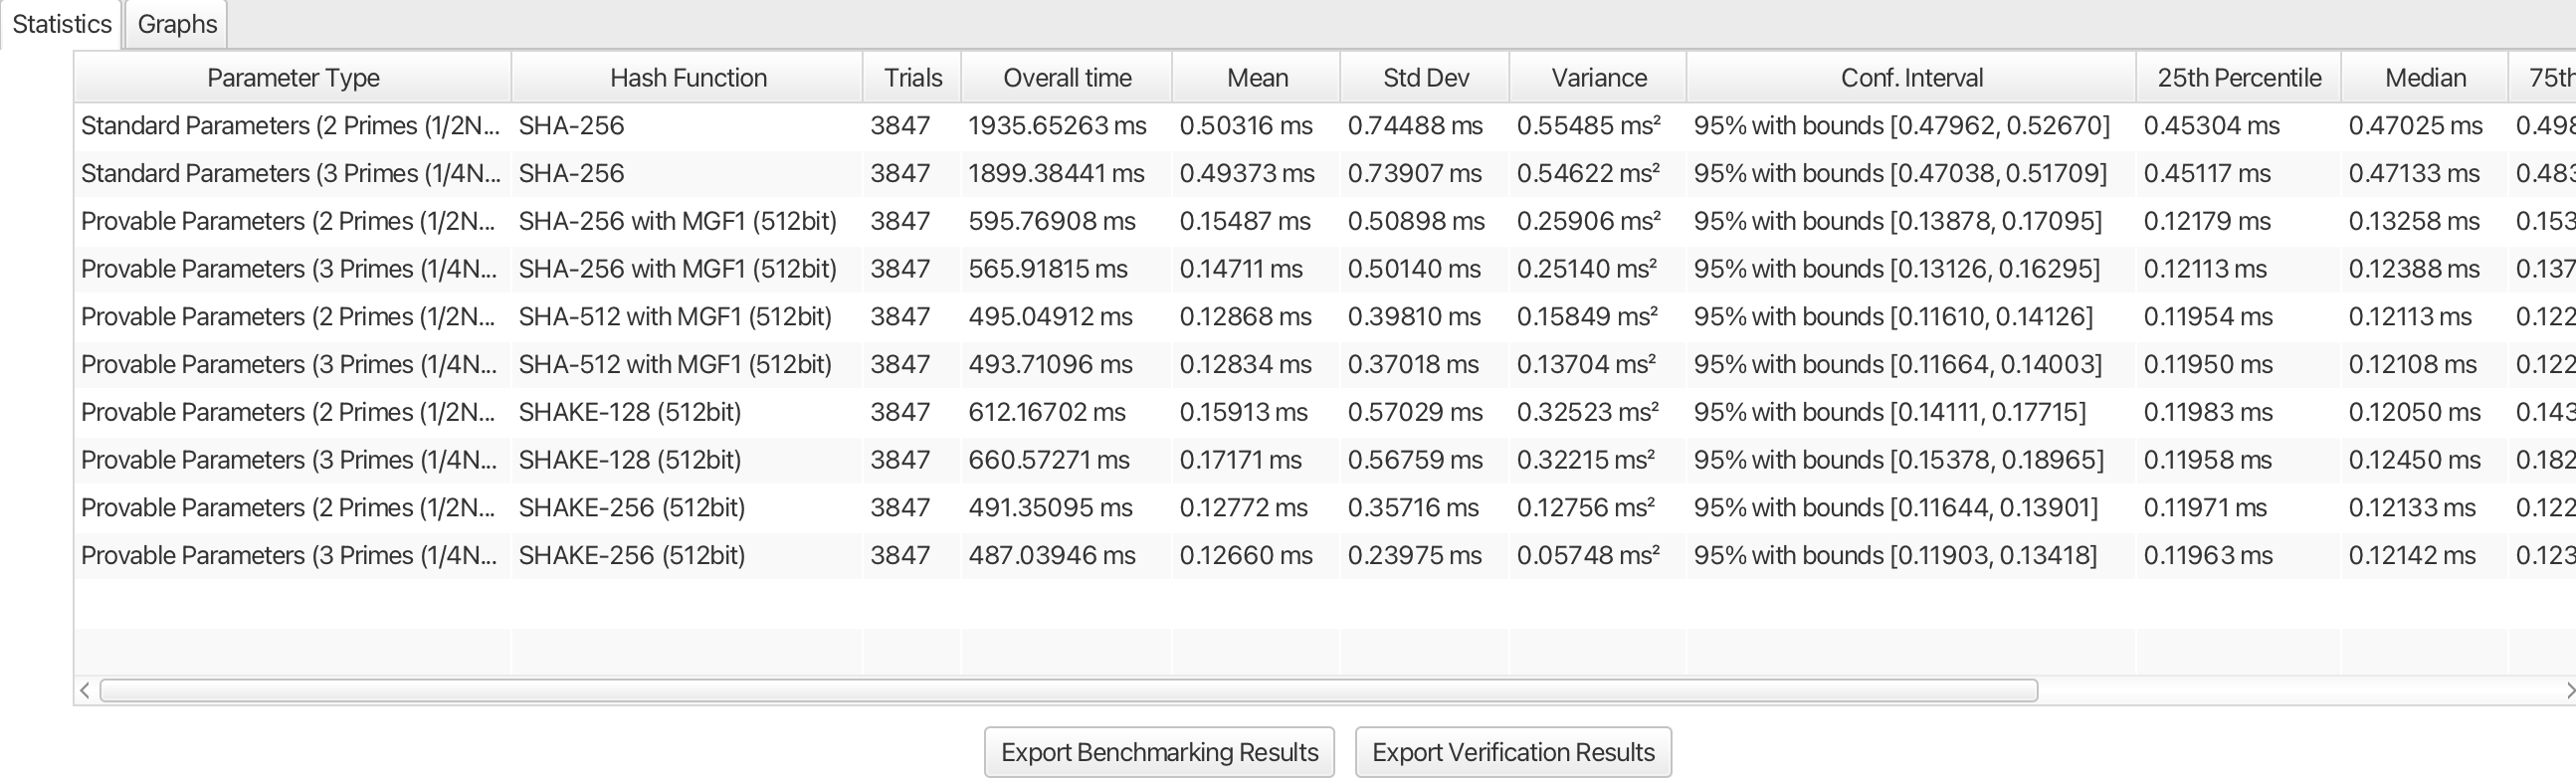 Statistics Graphs
Parameter Type Hash Function Trials Overall time Mean Std Dev Variance Conf. Interval 25th Percentile Median 75th
Standard Parameters (2 Primes (1/2N... SHA-256 3847 1935.65263 ms 0.50316 ms 0.74488 ms 0.55485 ms² 95% with bounds [0.47962, 0.52670] 0.45304 ms 0.47025 ms 0.498
Standard Parameters (3 Primes (1/4N... SHA-256 3847 1899.38441 ms 0.49373 ms 0.73907 ms 0.54622 ms² 95% with bounds [0.47038, 0.51709] 0.45117 ms 0.47133 ms 0.483
Provable Parameters (2 Primes (1/2N... SHA-256 with MGF1 (512bit) 3847 595.76908 ms 0.15487 ms 0.50898 ms 0.25906 ms² 95% with bounds [0.13878, 0.17095] 0.12179 ms 0.13258 ms 0.153
Provable Parameters (3 Primes (1/4N... SHA-256 with MGF1 (512bit) 3847 565.91815 ms 0.14711 ms 0.50140 ms 0.25140 ms² 95% with bounds [0.13126, 0.16295] 0.12113 ms 0.12388 ms 0.137
Provable Parameters (2 Primes (1/2N... SHA-512 with MGF1 (512bit) 3847 495.04912 ms 0.12868 ms 0.39810 ms 0.15849 ms² 95% with bounds [0.11610, 0.14126] 0.11954 ms 0.12113 ms 0.122
Provable Parameters (3 Primes (1/4N... SHA-512 with MGF1 (512bit) 3847 493.71096 ms 0.12834 ms 0.37018 ms 0.13704 ms² 95% with bounds [0.11664, 0.14003] 0.11950 ms 0.12108 ms 0.122
Provable Parameters (2 Primes (1/2N... SHAKE-128 (512bit) 3847 612.16702 ms 0.15913 ms 0.57029 ms 0.32523 ms² 95% with bounds [0.14111, 0.17715] 0.11983 ms 0.12050 ms 0.143
Provable Parameters (3 Primes (1/4N... SHAKE-128 (512bit) 3847 660.57271 ms 0.17171 ms 0.56759 ms 0.32215 ms² 95% with bounds [0.15378, 0.18965] 0.11958 ms 0.12450 ms 0.182
Provable Parameters (2 Primes (1/2N... SHAKE-256 (512bit) 3847 491.35095 ms 0.12772 ms 0.35716 ms 0.12756 ms² 95% with bounds [0.11644, 0.13901] 0.11971 ms 0.12133 ms 0.122
Provable Parameters (3 Primes (1/4N... SHAKE-256 (512bit) 3847 487.03946 ms 0.12660 ms 0.23975 ms 0.05748 ms² 95% with bounds [0.11903, 0.13418] 0.11963 ms 0.12142 ms 0.123
Export Benchmarking Results Export Verification Results